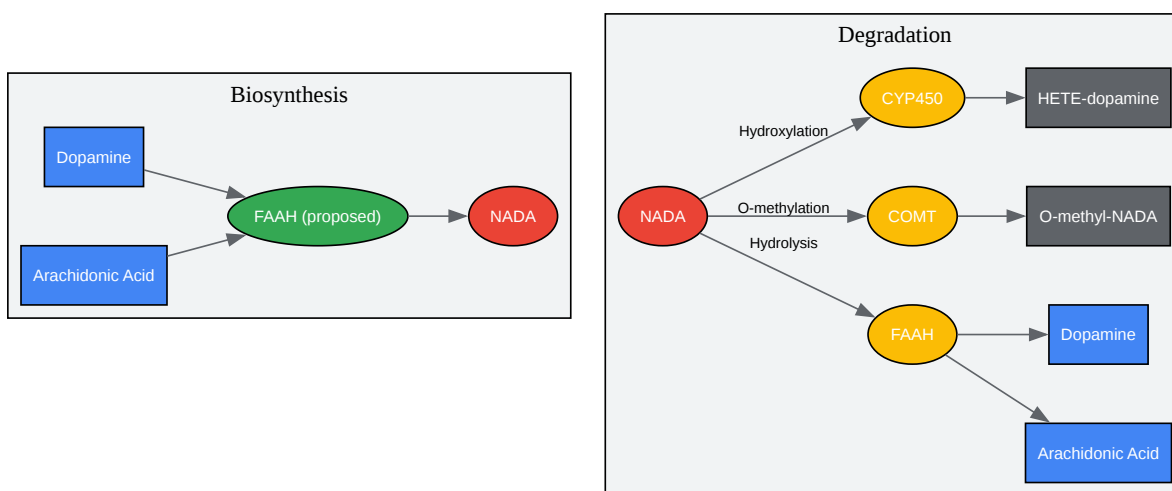 Biosynthesis
Dopamine
Arachidonic Acid
FAAH (proposed)
NADA
Degradation
NADA
Hydroxylation
O-methylation
Hydrolysis
CYP450
HETE-dopamine
COMT
O-methyl-NADA
FAAH
Dopamine
Arachidonic Acid